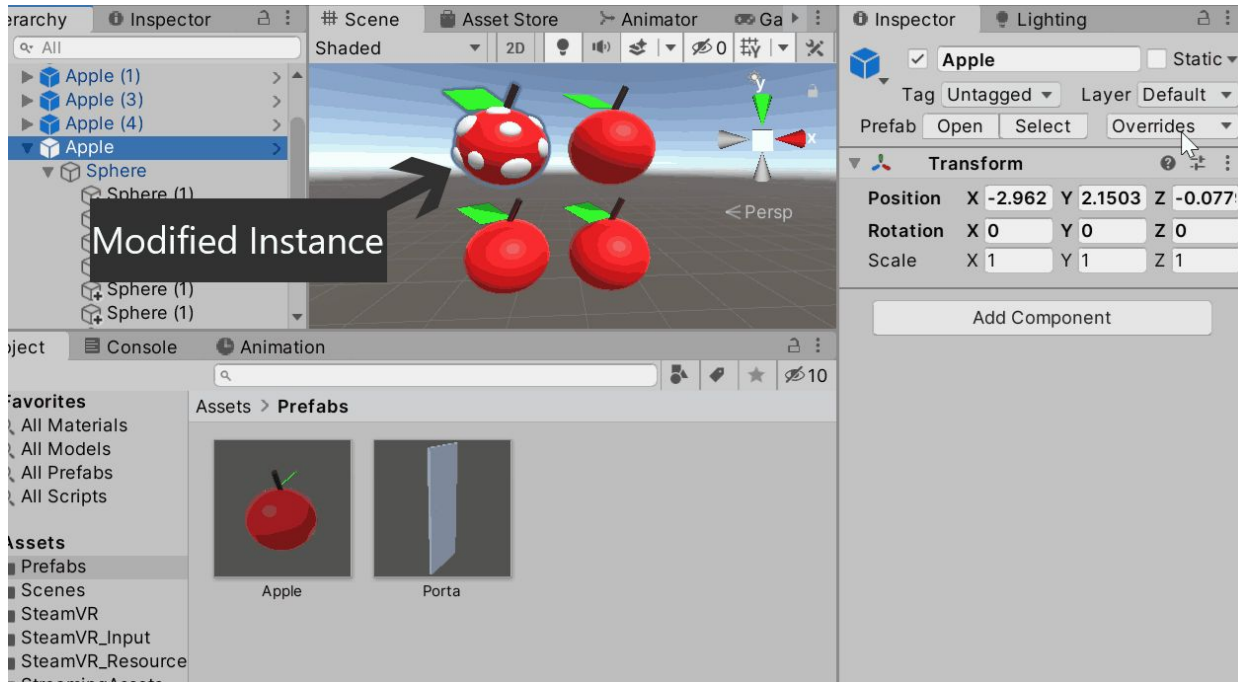 erarchy
Inspector
Scene
Asset Store
Animator
Ga
Inspector
Lighting
All
Shaded
2D
0
Apple
Static
Apple (1)
Apple (3)
Apple (4)
Apple
Tag Untagged
Layer Default
Prefab Open Select Overrides
y
x
Persp
Sphere
Sphere (1)
Modified Instance
Sphere (1)
Sphere (1)
Transform
Position X -2.962 Y 2.1503 Z -0.077
Rotation X 0 Y 0 Z 0
Scale X 1 Y 1 Z 1
Add Component
oject
Console
Animation
10
Favorites
All Materials
All Models
All Prefabs
All Scripts
Assets
Prefabs
Scenes
SteamVR
SteamVR_Input
SteamVR_Resource
StreamingAssets
Assets > Prefabs
Apple
Porta